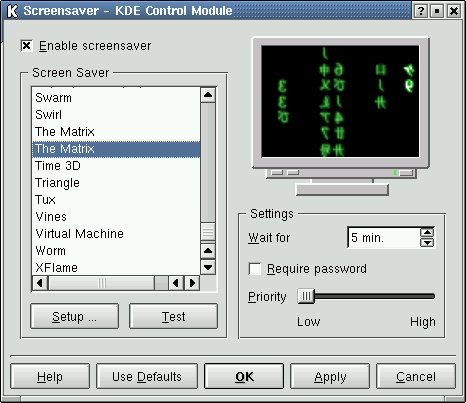 Screensaver - KDE Control Module
Enable screensaver
Screen Saver
Swarm
Swirl
The Matrix
The Matrix
Time 3D
Triangle
Tux
Vines
Virtual Machine
Worm
XFlame
Setup ...
Test
Settings
Wait for
5 min.
Require password
Priority
Low
High
Help
Use Defaults
OK
Apply
Cancel